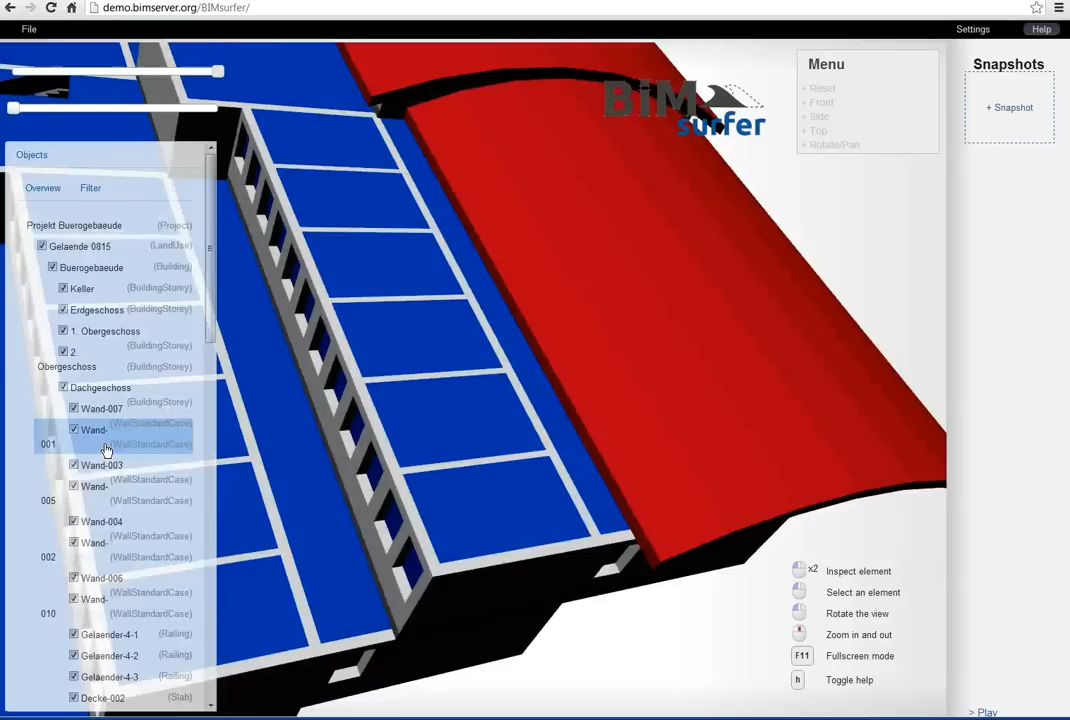 demo.bimserver.org/BIMsurfer/
File
Settings
Help
BiM
surfer
Menu
+ Reset
+ Front
+ Side
+ Top
+ Rotate/Pan
Snapshots
+ Snapshot
Objects
Overview
Filter
Projekt Buerogebaeude (Project)
Gelaende 0815 (LandUse)
Buerogebaeude (Building)
Keller (BuildingStorey)
Erdgeschoss (BuildingStorey)
1. Obergeschoss
(BuildingStorey)
2.
Obergeschoss (BuildingStorey)
Dachgeschoss
(BuildingStorey)
Wand-007
(WallStandardCase)
Wand-
001 (WallStandardCase)
Wand-003
(WallStandardCase)
Wand-
005 (WallStandardCase)
Wand-004
(WallStandardCase)
Wand-
002 (WallStandardCase)
Wand-006
(WallStandardCase)
Wand-
010 (WallStandardCase)
Gelaender-4-1 (Railing)
Gelaender-4-2 (Railing)
Gelaender-4-3 (Railing)
Decke-002 (Slab)
x2 Inspect element
Select an element
Rotate the view
Zoom in and out
F11 Fullscreen mode
h Toggle help
> Play